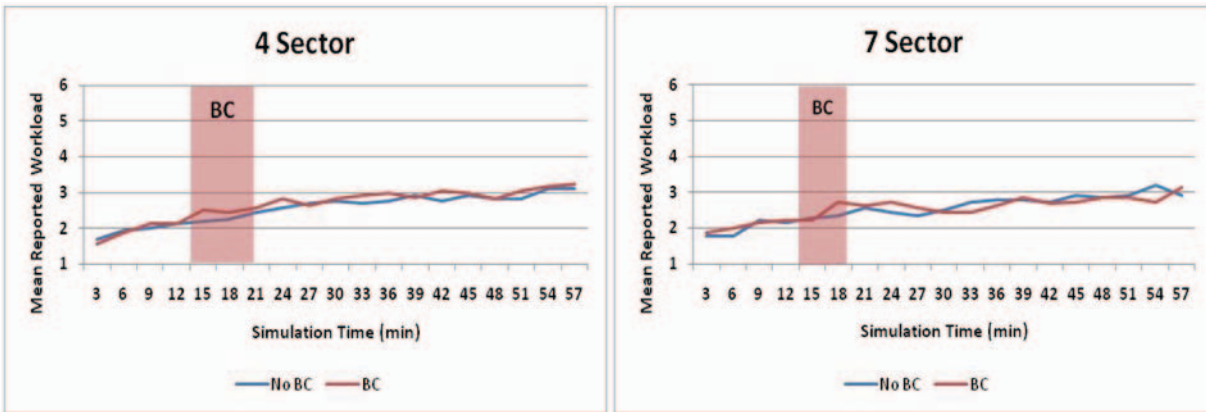 4 Sector
Mean Reported Workload
6
5
4
3
2
1
BC
3 6 9 12 15 18 21 24 27 30 33 36 39 42 45 48 51 54 57
Simulation Time (min)
No BC BC
7 Sector
Mean Reported Workload
6
5
4
3
2
1
BC
3 6 9 12 15 18 21 24 27 30 33 36 39 42 45 48 51 54 57
Simulation Time (min)
No BC BC